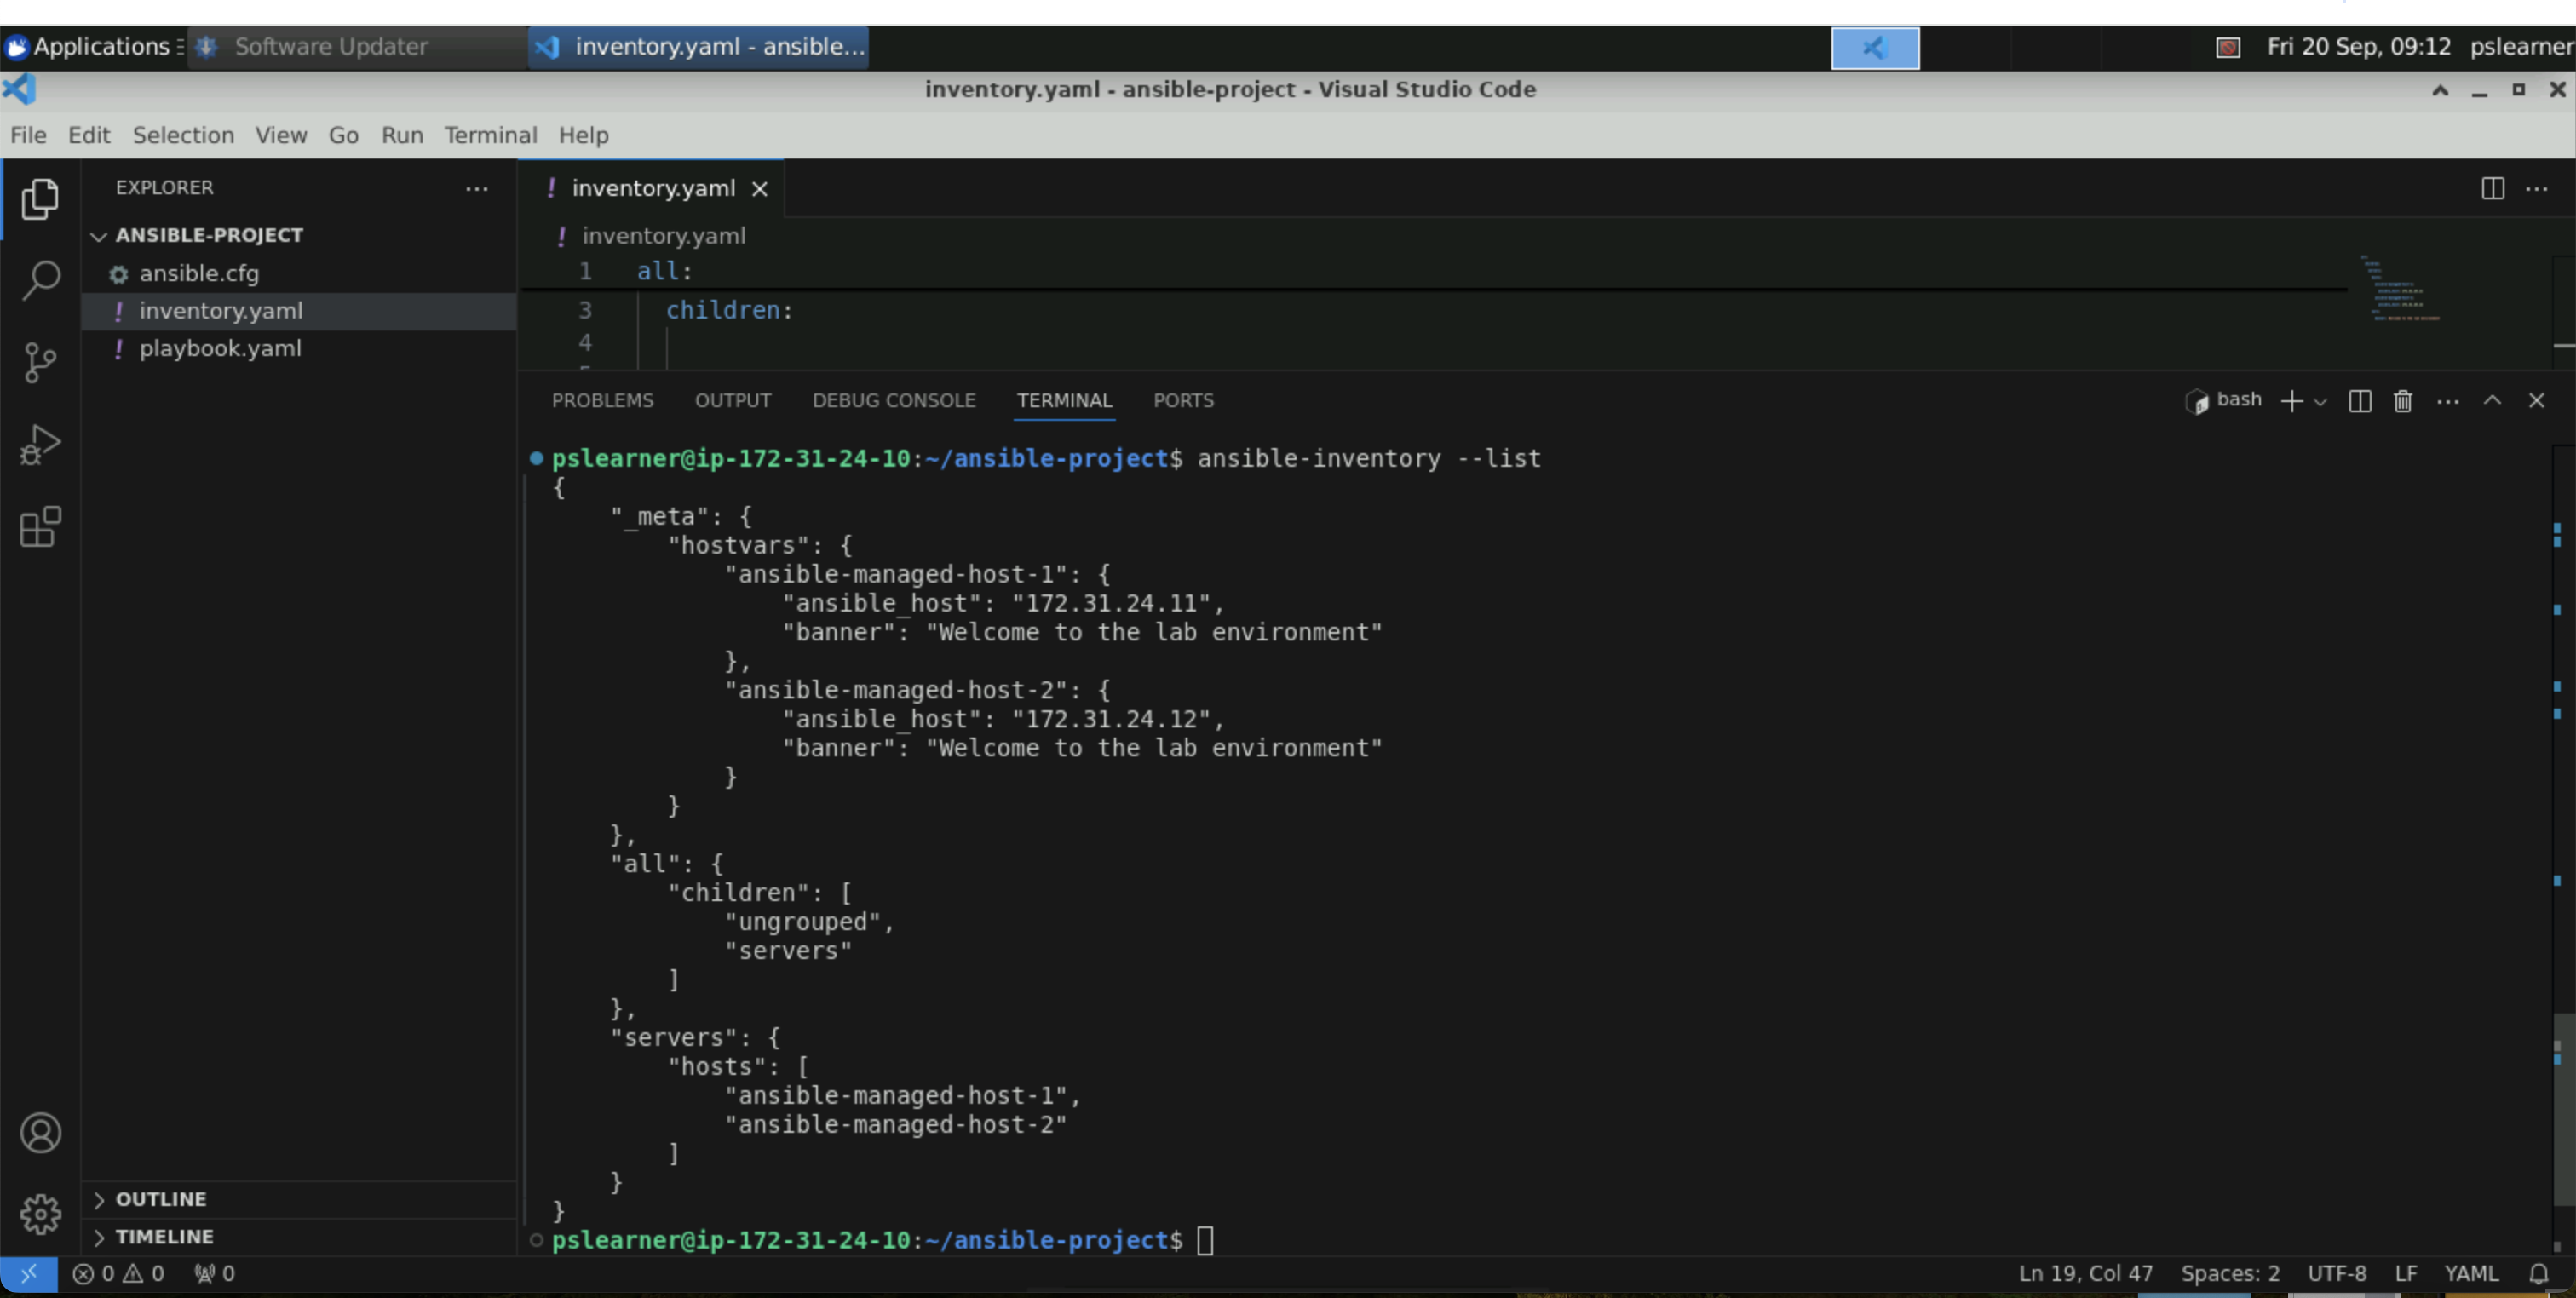 Applications
Software Updater
inventory.yaml - ansible...
Fri 20 Sep, 09:12 pslearner
inventory.yaml - ansible-project - Visual Studio Code
File Edit Selection View Go Run Terminal Help
EXPLORER
ANSIBLE-PROJECT
ansible.cfg
! inventory.yaml
! playbook.yaml
OUTLINE
TIMELINE
! inventory.yaml
! inventory.yaml
1 all:
3 children:
4
PROBLEMS OUTPUT DEBUG CONSOLE TERMINAL PORTS
bash
pslearner@ip-172-31-24-10:~/ansible-project$ ansible-inventory --list
{
"_meta": {
"hostvars": {
"ansible-managed-host-1": {
"ansible_host": "172.31.24.11",
"banner": "Welcome to the lab environment"
},
"ansible-managed-host-2": {
"ansible_host": "172.31.24.12",
"banner": "Welcome to the lab environment"
}
}
},
"all": {
"children": [
"ungrouped",
"servers"
]
},
"servers": {
"hosts": [
"ansible-managed-host-1",
"ansible-managed-host-2"
]
}
}
pslearner@ip-172-31-24-10:~/ansible-project$
0 0 0
Ln 19, Col 47 Spaces: 2 UTF-8 LF YAML